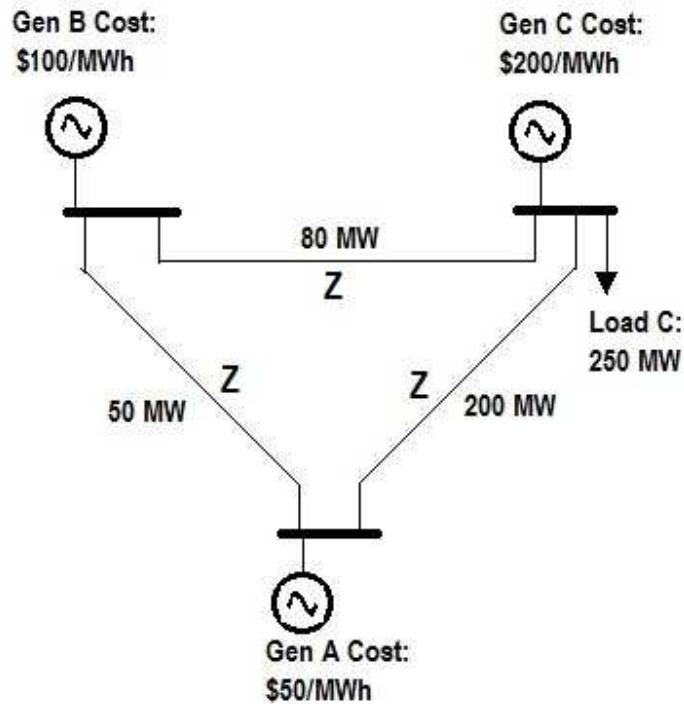 Gen B Cost:
$100/MWh
Gen C Cost:
$200/MWh
80 MW
Z
Load C:
250 MW
Z
Z
50 MW
200 MW
Gen A Cost:
$50/MWh